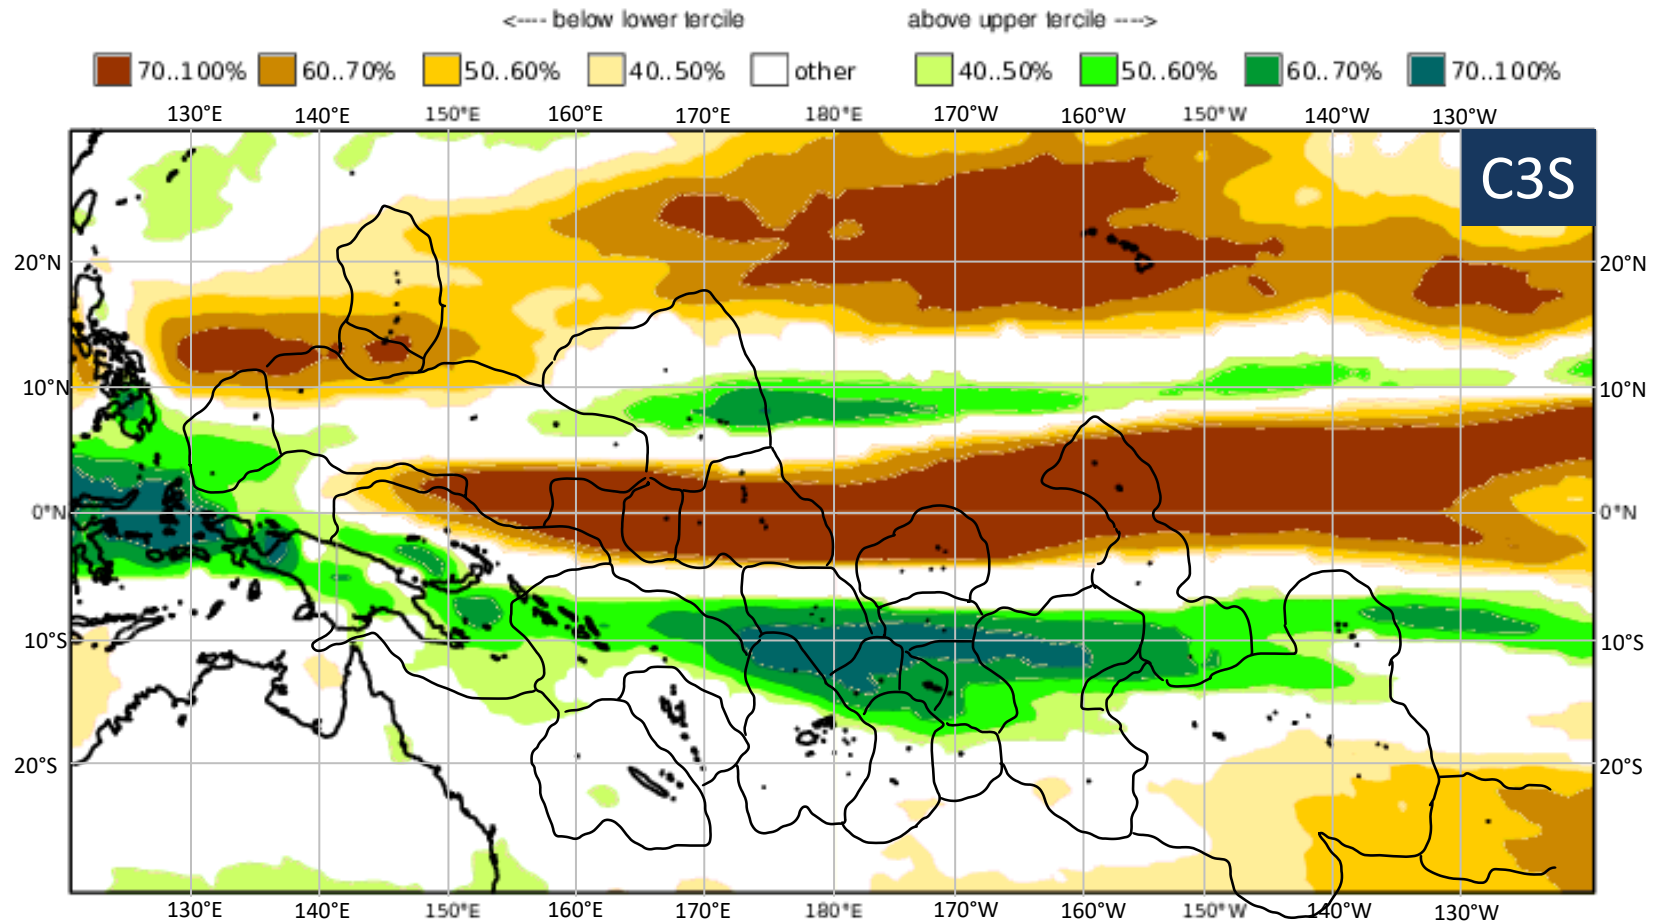 <---- below lower tercile above upper tercile ---->
70..100% 60..70% 50..60% 40..50% other 40..50% 50..60% 60..70% 70..100%
130°E 140°E 150°E 160°E 170°E 180°E 170°W 160°W 150°W 140°W 130°W
C3S
20°N 20°N
10°N 10°N
0°N 0°N
10°S 10°S
20°S 20°S
130°E 140°E 150°E 160°E 170°E 180°E 170°W 160°W 150°W 140°W 130°W